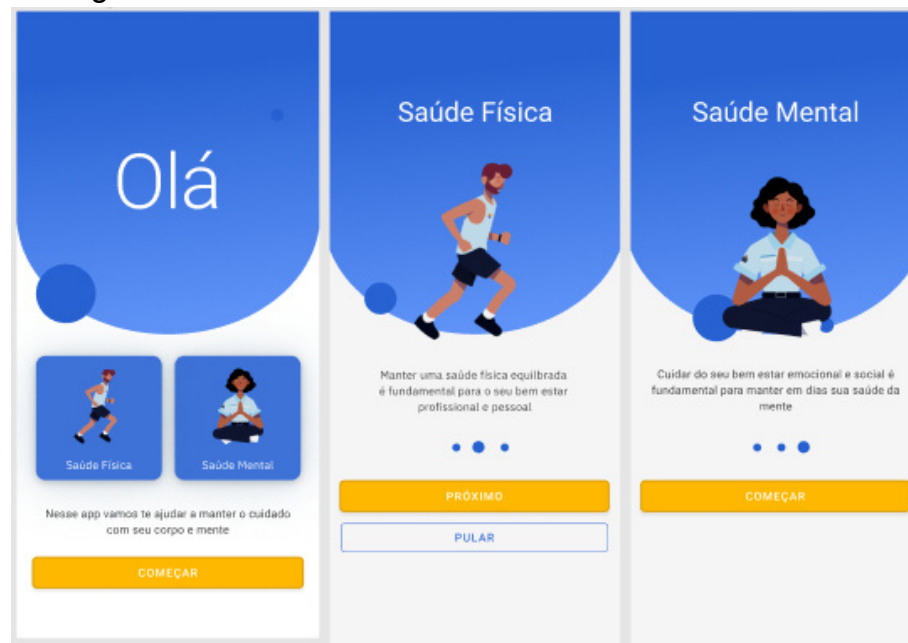 Olá
Saúde Física
Saúde Mental
Nesse app vamos te ajudar a manter o cuidado
com seu corpo e mente
COMEÇAR
Saúde Física
Manter uma saúde física equilbrada
é fundamental para o seu bem estar
profissional e pessoal
PRÓXIMO
PULAR
Saúde Mental
Cuidar do seu bem estar emocional e social é
fundamental para manter em dias sua saúde da
mente
COMEÇAR